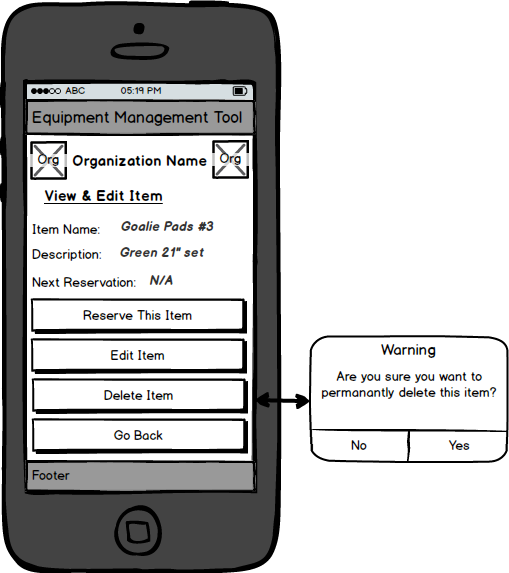 ABC 05:19 PM
Equipment Management Tool
Org Organization Name Org
View & Edit Item
Item Name: Goalie Pads #3
Description: Green 21" set
Next Reservation: N/A
Reserve This Item
Edit Item
Delete Item
Go Back
Footer
Warning
Are you sure you want to
permanantly delete this item?
No Yes